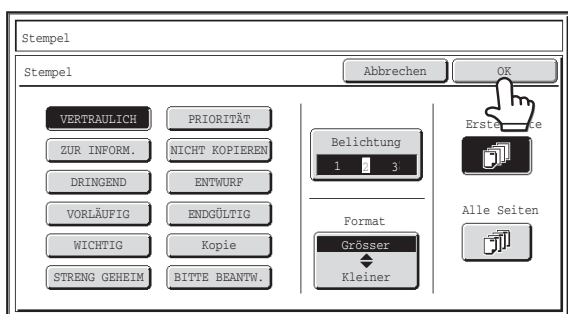 Stempel
Stempel Abbrechen OK
VERTRAULICH PRIORITÄT
ZUR INFORM. NICHT KOPIEREN
DRINGEND ENTWURF
VORLÄUFIG ENDGÜLTIG
WICHTIG Kopie
STRENG GEHEIM BITTE BEANTW.
Belichtung
1 2 3
Format
Grösser
Kleiner
Alle Seiten